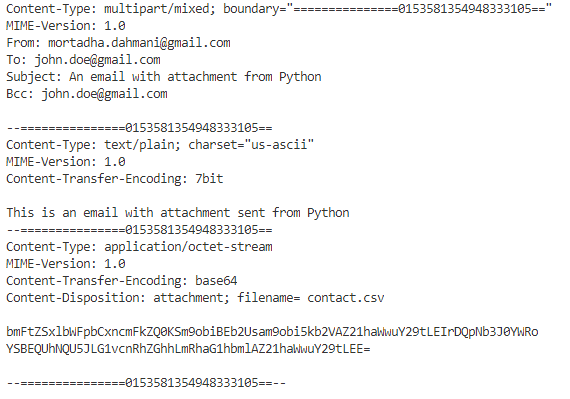 Content-Type: multipart/mixed; boundary="===============0153581354948333105=="
MIME-Version: 1.0
From: mortadha.dahmani@gmail.com
To: john.doe@gmail.com
Subject: An email with attachment from Python
Bcc: john.doe@gmail.com

--===============0153581354948333105==
Content-Type: text/plain; charset="us-ascii"
MIME-Version: 1.0
Content-Transfer-Encoding: 7bit

This is an email with attachment sent from Python
--===============0153581354948333105==
Content-Type: application/octet-stream
MIME-Version: 1.0
Content-Transfer-Encoding: base64
Content-Disposition: attachment; filename= contact.csv

bmFtZSxlbWFpbCxncmFkZQ0KSm9obiBEb2Usam9obi5kb2VAZ21haWwuY29tLEIrDQpNb3J0YWRo
YSBEQUhNQU5JLG1vcnRhZGhhLmRhaG1hbmlAZ21haWwuY29tLEE=

--===============0153581354948333105==--